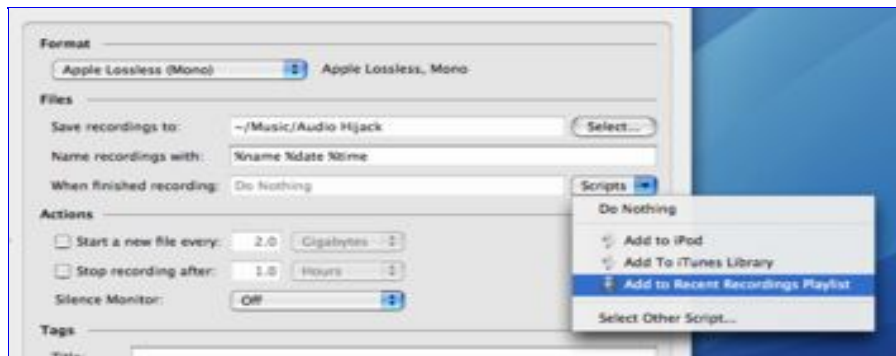 Format
Apple Lossless (Mono) Apple Lossless, Mono
Files
Save recordings to: ~/Music/Audio Hijack Select...
Name recordings with: %name %date %time
When finished recording: Do Nothing Scripts
Do Nothing
Add to iPod
Add To iTunes Library
Add to Recent Recordings Playlist
Select Other Script...
Actions
Start a new file every: 2.0 Gigabytes
Stop recording after: 1.0 Hours
Silence Monitor: Off
Tags
Title: